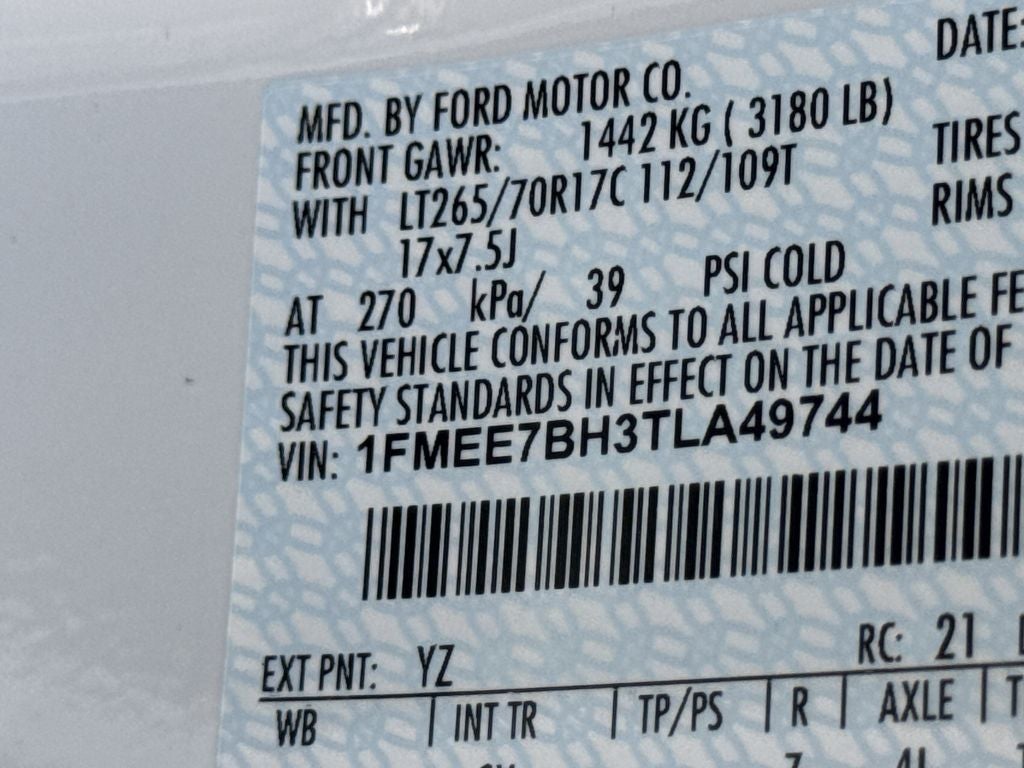 DATE:
MFD. BY FORD MOTOR CO.
FRONT GAWR: 1442 KG ( 3180 LB)
TIRES
WITH LT265/70R17C 112/109T
RIMS
17x7.5J
AT 270 kPa/ 39 PSI COLD
THIS VEHICLE CONFORMS TO ALL APPLICABLE FE
SAFETY STANDARDS IN EFFECT ON THE DATE OF
VIN: 1FMEE7BH3TLA49744
EXT PNT: YZ RC: 21
WB | INT TR | TP/PS | R | AXLE | T